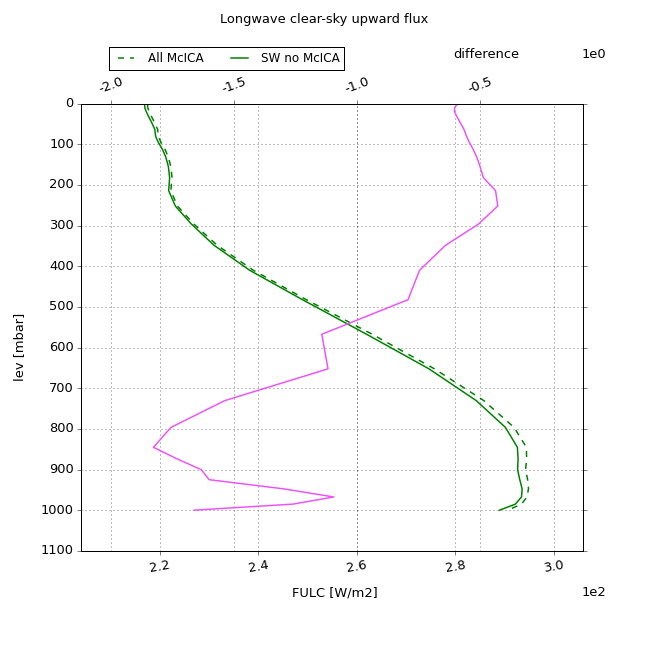 Longwave clear-sky upward flux
All McICA SW no McICA difference 1e0
-2.0 -1.5 -1.0 -0.5
0
100
200
300
400
500
600
700
800
900
1000
1100
lev [mbar]
2.2 2.4 2.6 2.8 3.0
FULC [W/m2] 1e2